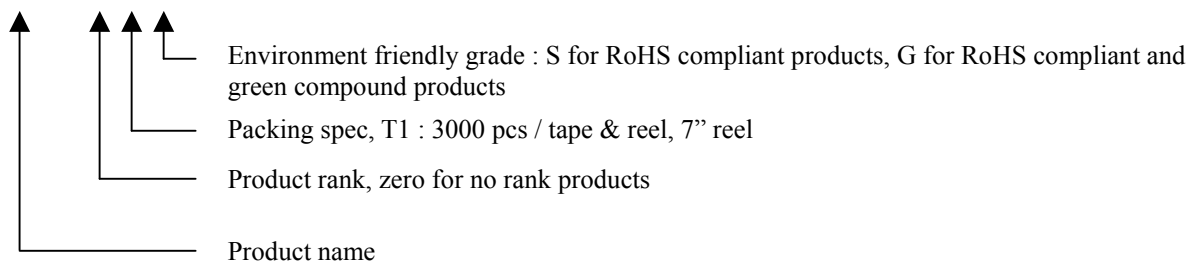 Environment friendly grade : S for RoHS compliant products, G for RoHS compliant and
green compound products
Packing spec, T1 : 3000 pcs / tape & reel, 7” reel
Product rank, zero for no rank products
Product name